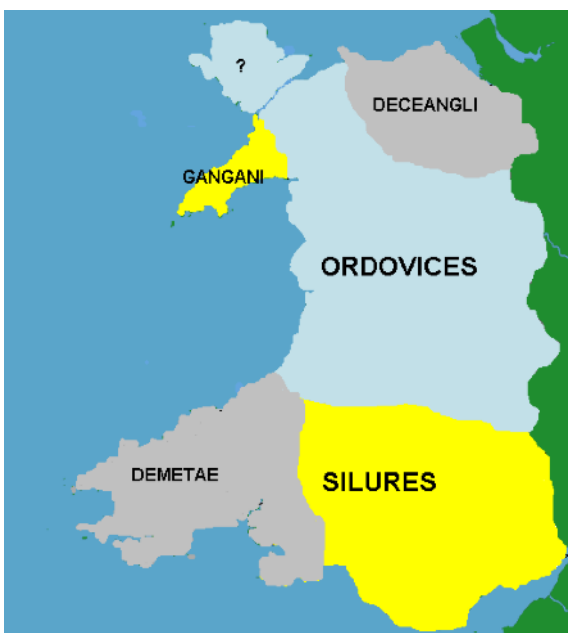 ?
DECEANGLI
GANGANI
ORDOVICES
DEMETAE
SILURES